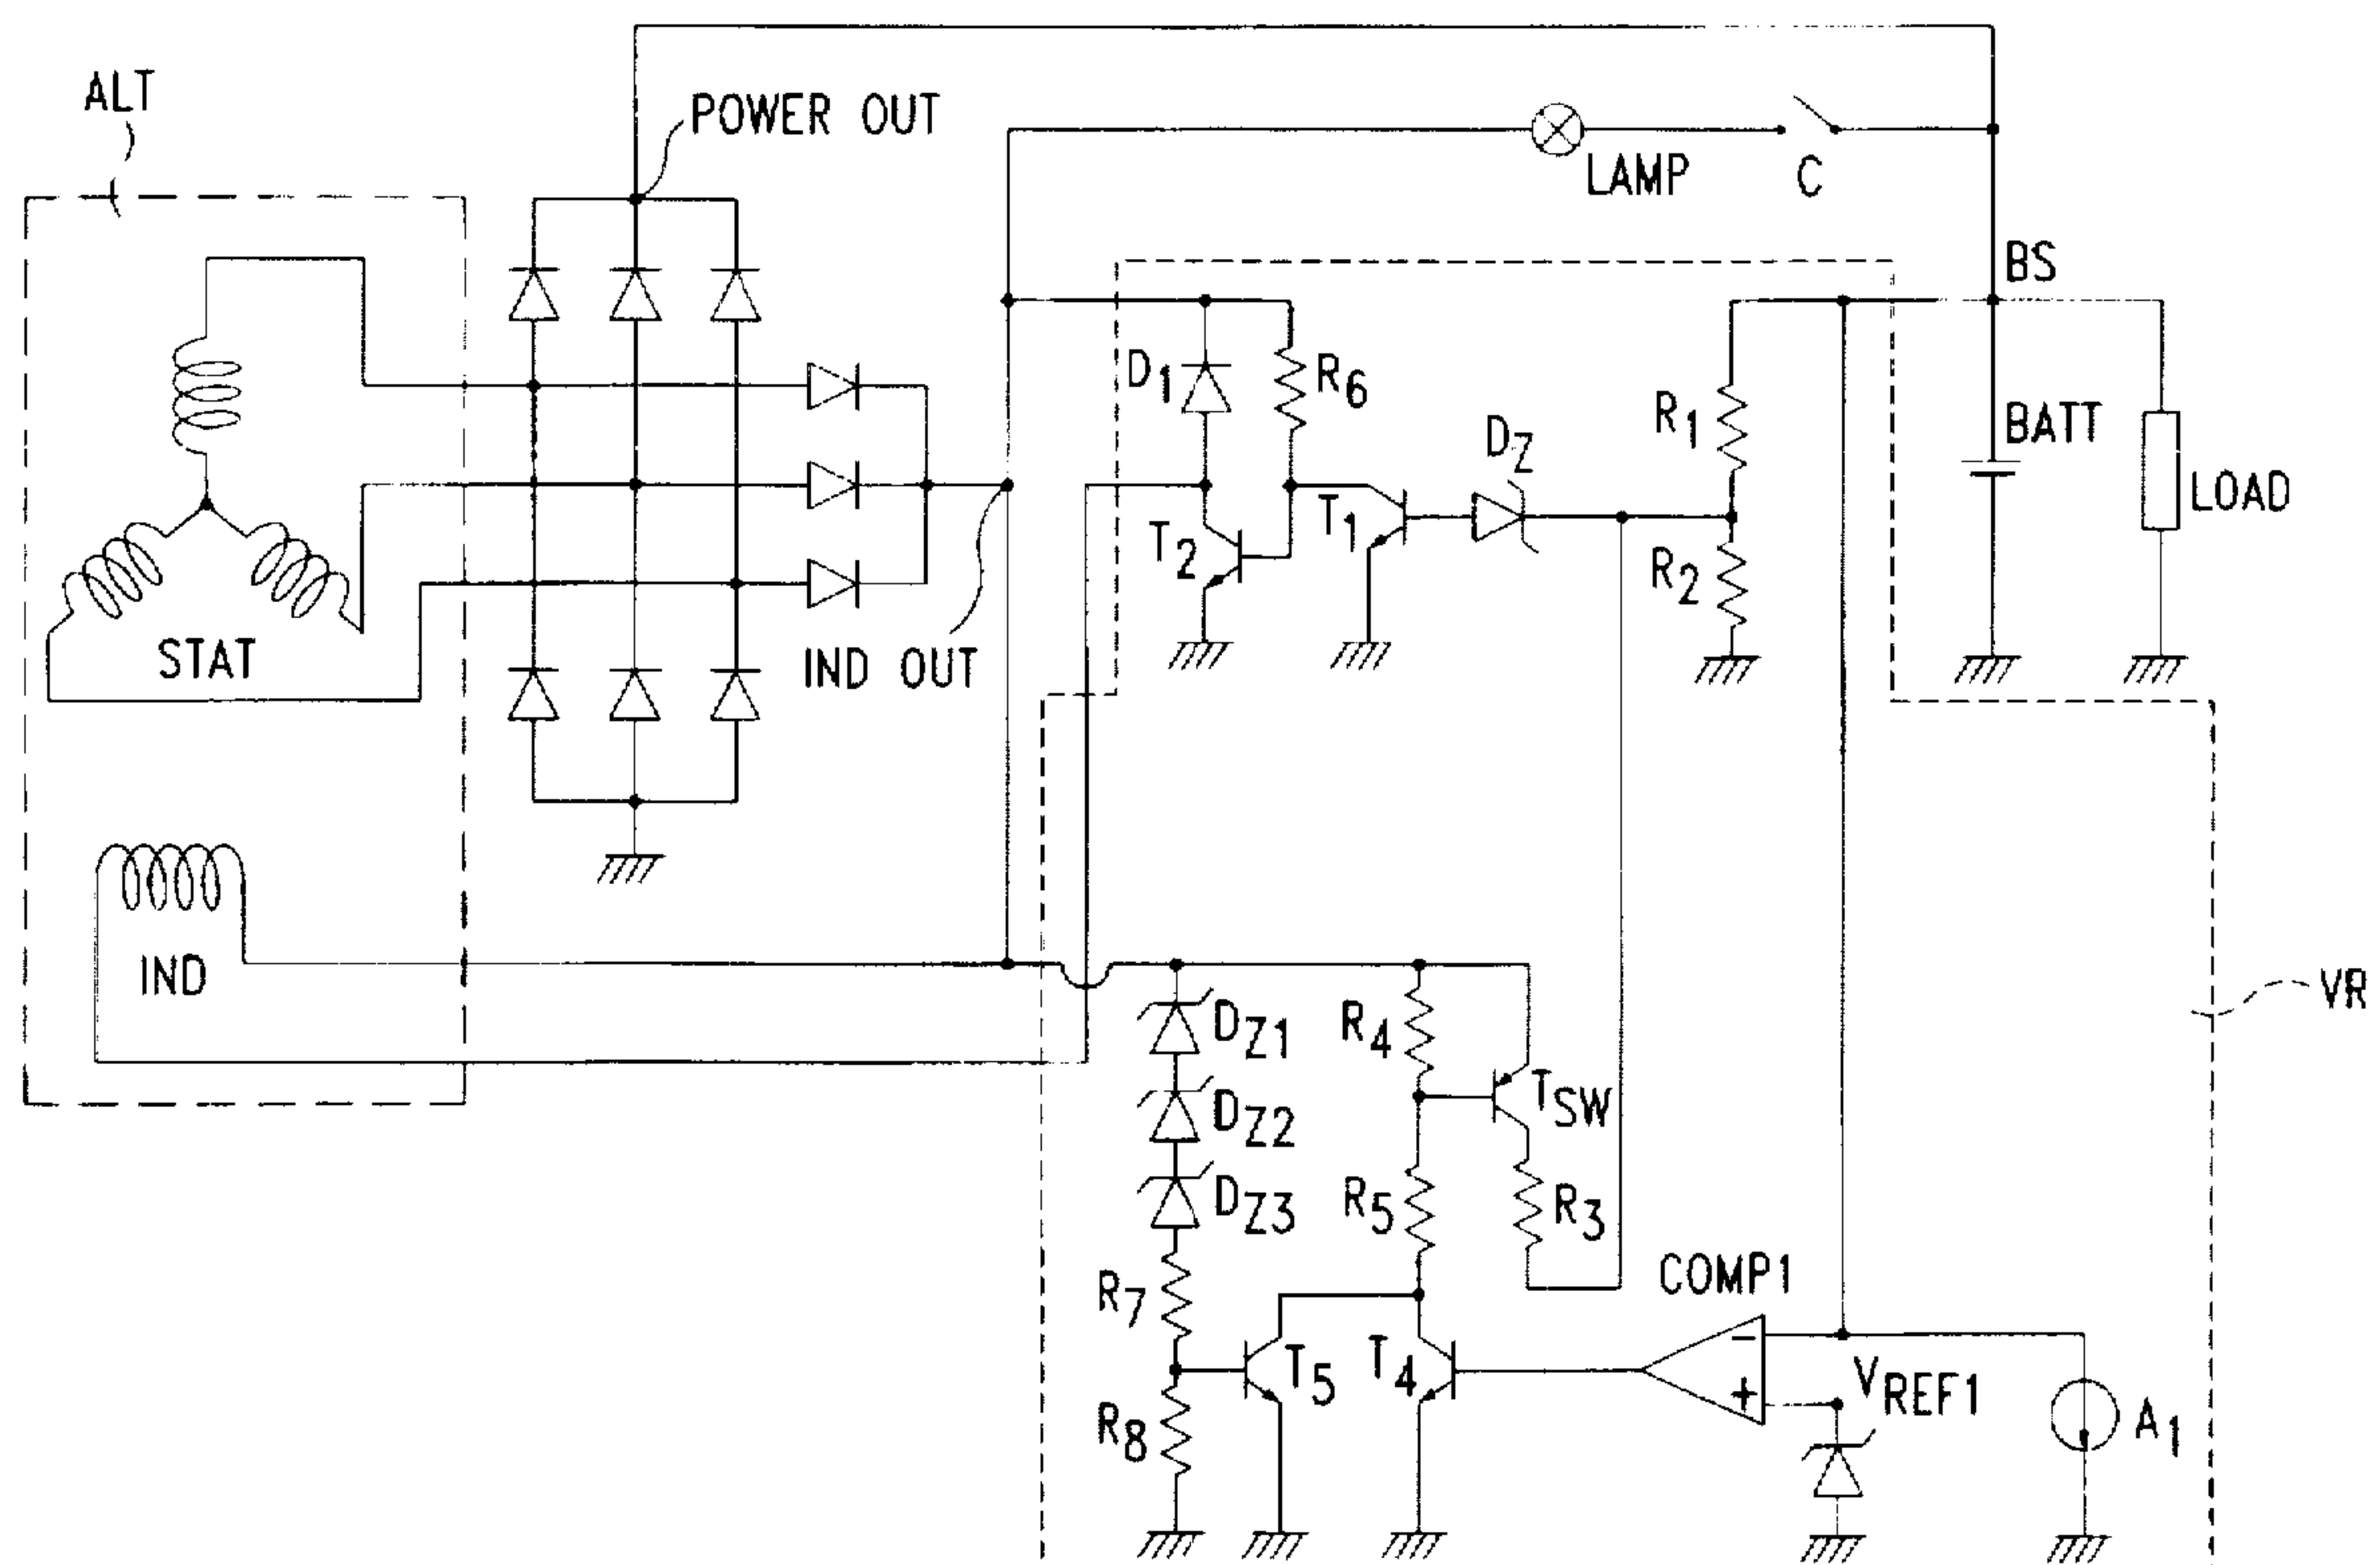 ALT
POWER OUT
LAMP
C
BS
D1
R6
DZ
R1
BATT
LOAD
T2
T1
R2
STAT
IND OUT
IND
DZ1
R4
VR
DZ2
TSW
DZ3
R5
R3
R7
COMP1
T5
T4
−
VREF1
+
R8
A1